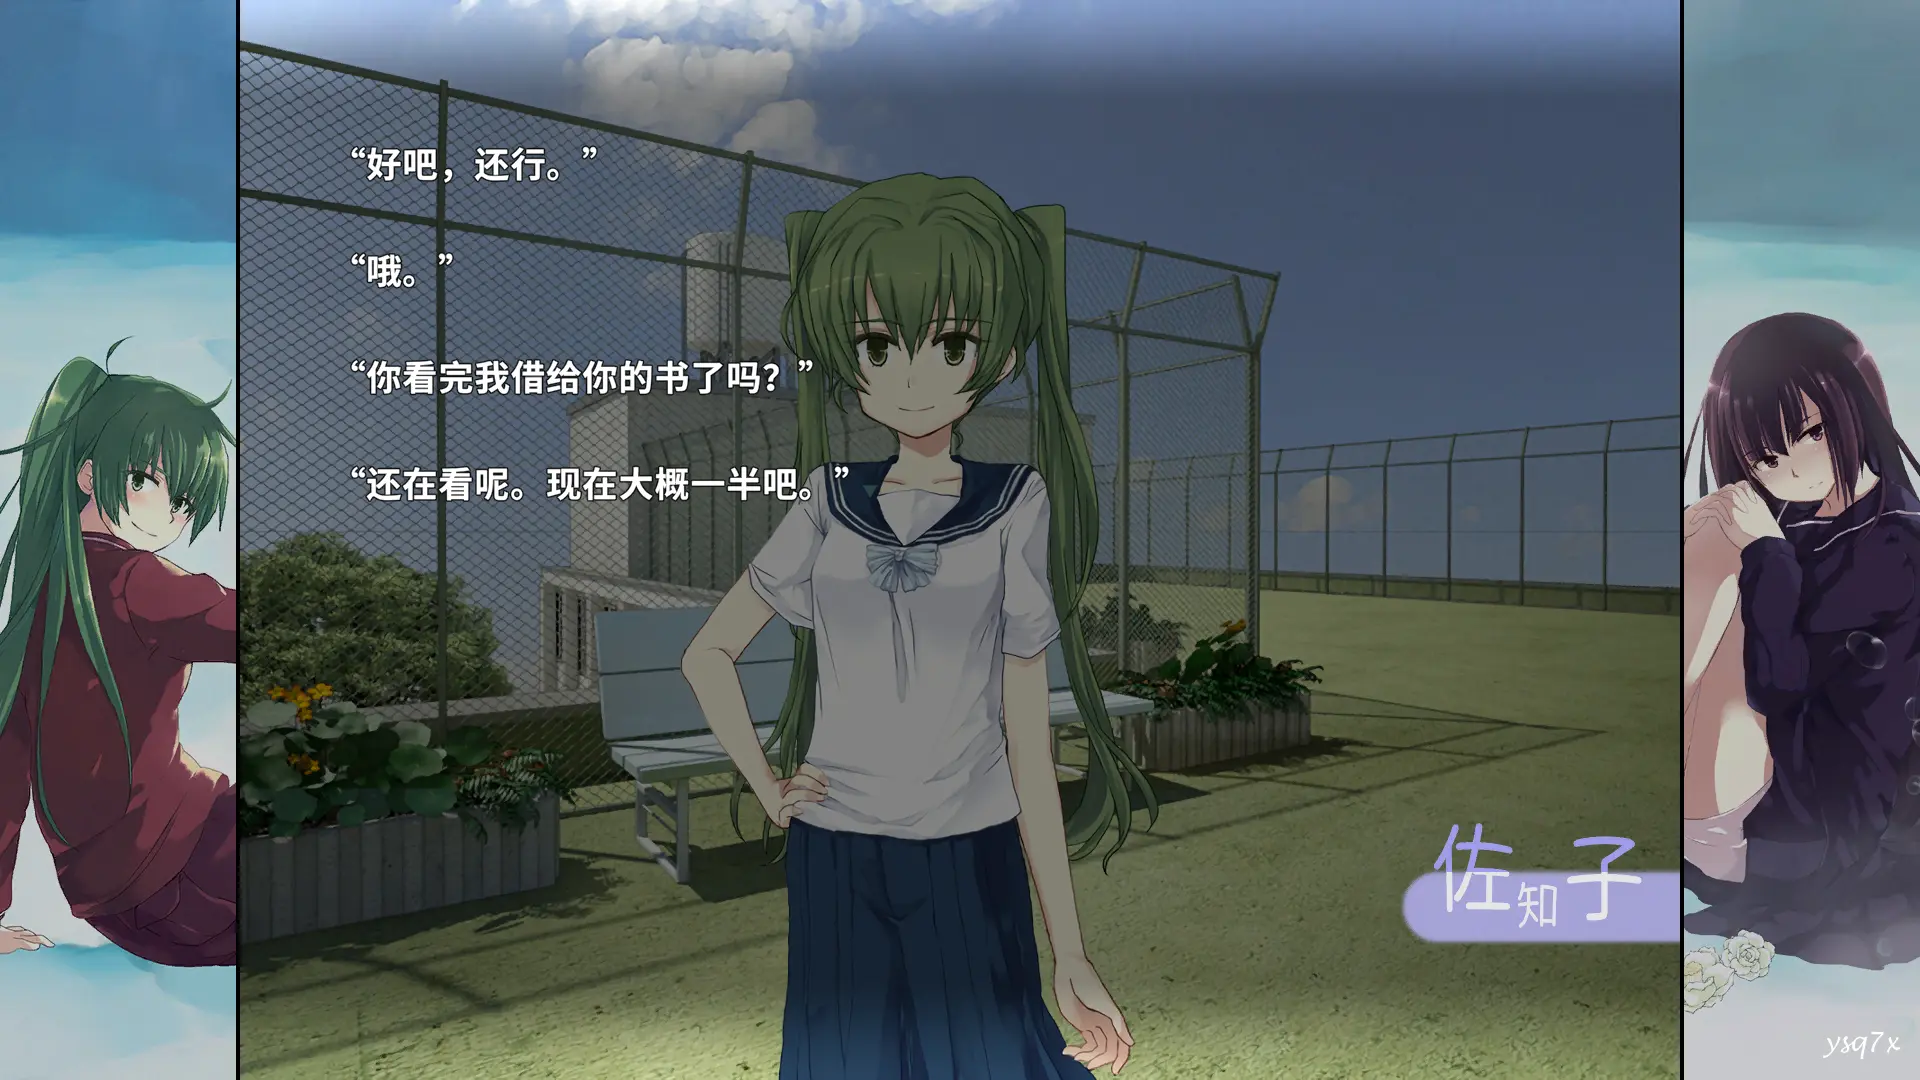 “好吧，还行。”
“哦。”
“你看完我借给你的书了吗？”
“还在看呢。现在大概一半吧。”
佐知子
ysq7x